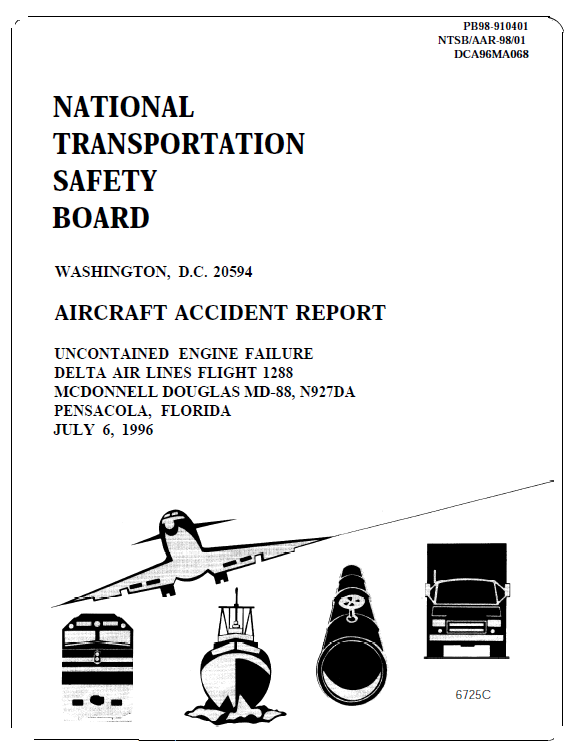 PB98-910401
NTSB/AAR-98/01
DCA96MA068
NATIONAL
TRANSPORTATION
SAFETY
BOARD
WASHINGTON, D.C. 20594
AIRCRAFT ACCIDENT REPORT
UNCONTAINED ENGINE FAILURE
DELTA AIR LINES FLIGHT 1288
MCDONNELL DOUGLAS MD-88, N927DA
PENSACOLA, FLORIDA
JULY 6, 1996
6725C